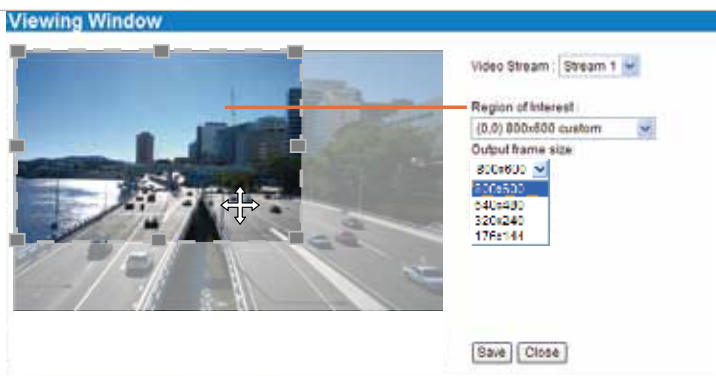 Viewing Window
Video Stream : Stream 1
Region of Interest :
(0,0) 800x600 custom
Output frame size
800x600
800x600
640x480
320x240
176x144
Save Close